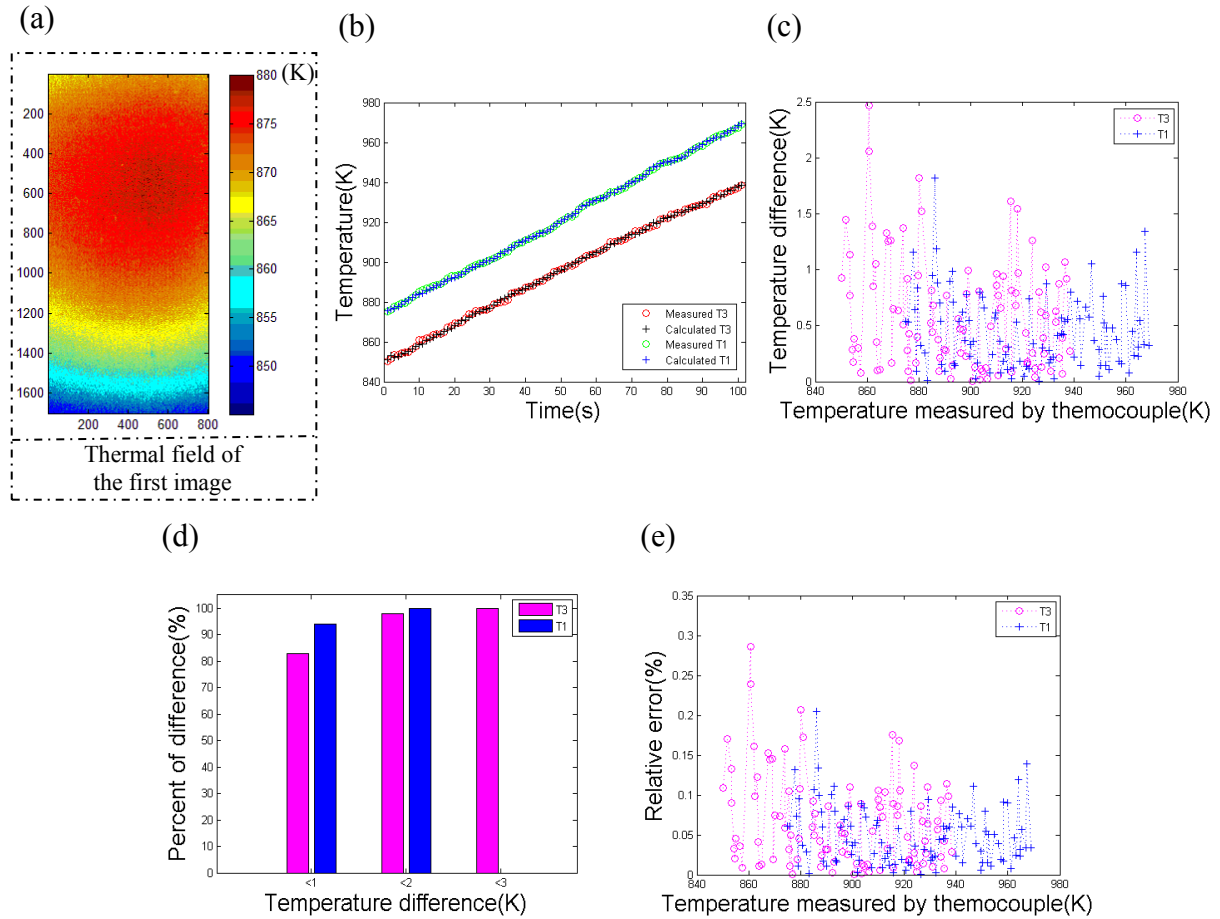 (a)
880 (K)
875
870
865
860
855
850
200
400
600
800
1000
1200
1400
1600
200 400 600 800
Thermal field of
the first image
(b)
980
960
940
920
900
880
860
840
0 10 20 30 40 50 60 70 80 90 100
Temperature(K)
Time(s)
Measured T3
Calculated T3
Measured T1
Calculated T1
(c)
2.5
2
1.5
1
0.5
0
840 860 880 900 920 940 960 980
Temperature difference(K)
Temperature measured by themocouple(K)
T3
T1
(d)
100
90
80
70
60
50
40
30
20
10
0
<1 <2 <3
Percent of difference(%)
Temperature difference(K)
T3
T1
(e)
0.35
0.3
0.25
0.2
0.15
0.1
0.05
0
840 860 880 900 920 940 960 980
Relative error(%)
Temperature measured by themocouple(K)
T3
T1